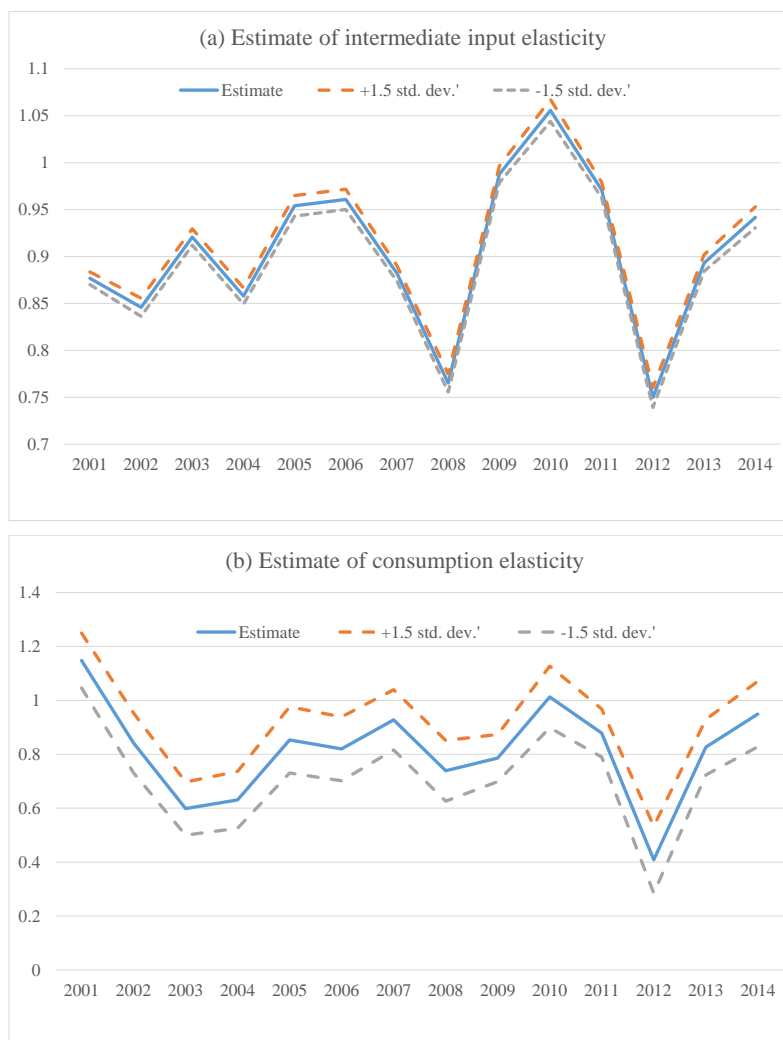 (a) Estimate of intermediate input elasticity
1.1
Estimate +1.5 std. dev.' -1.5 std. dev.'
1.05
1
0.95
0.9
0.85
0.8
0.75
0.7
2001 2002 2003 2004 2005 2006 2007 2008 2009 2010 2011 2012 2013 2014
(b) Estimate of consumption elasticity
1.4
Estimate +1.5 std. dev.' -1.5 std. dev.'
1.2
1
0.8
0.6
0.4
0.2
0
2001 2002 2003 2004 2005 2006 2007 2008 2009 2010 2011 2012 2013 2014